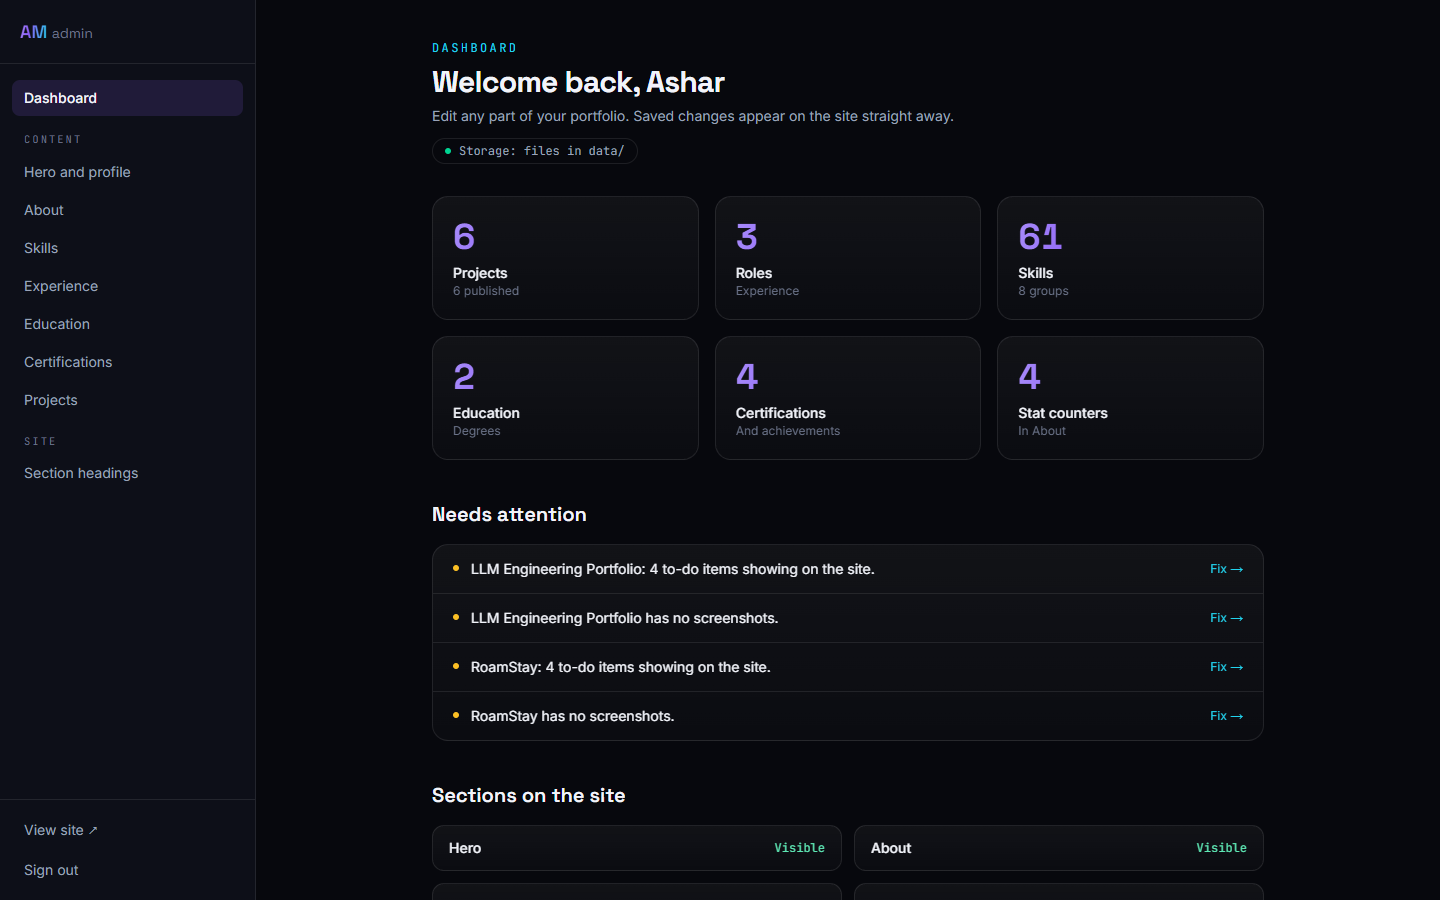 AM admin
Dashboard
CONTENT
Hero and profile
About
Skills
Experience
Education
Certifications
Projects
SITE
Section headings
View site ↗
Sign out
DASHBOARD
Welcome back, Ashar
Edit any part of your portfolio. Saved changes appear on the site straight away.
Storage: files in data/
6
Projects
6 published
3
Roles
Experience
61
Skills
8 groups
2
Education
Degrees
4
Certifications
And achievements
4
Stat counters
In About
Needs attention
LLM Engineering Portfolio: 4 to-do items showing on the site. Fix →
LLM Engineering Portfolio has no screenshots. Fix →
RoamStay: 4 to-do items showing on the site. Fix →
RoamStay has no screenshots. Fix →
Sections on the site
Hero Visible
About Visible